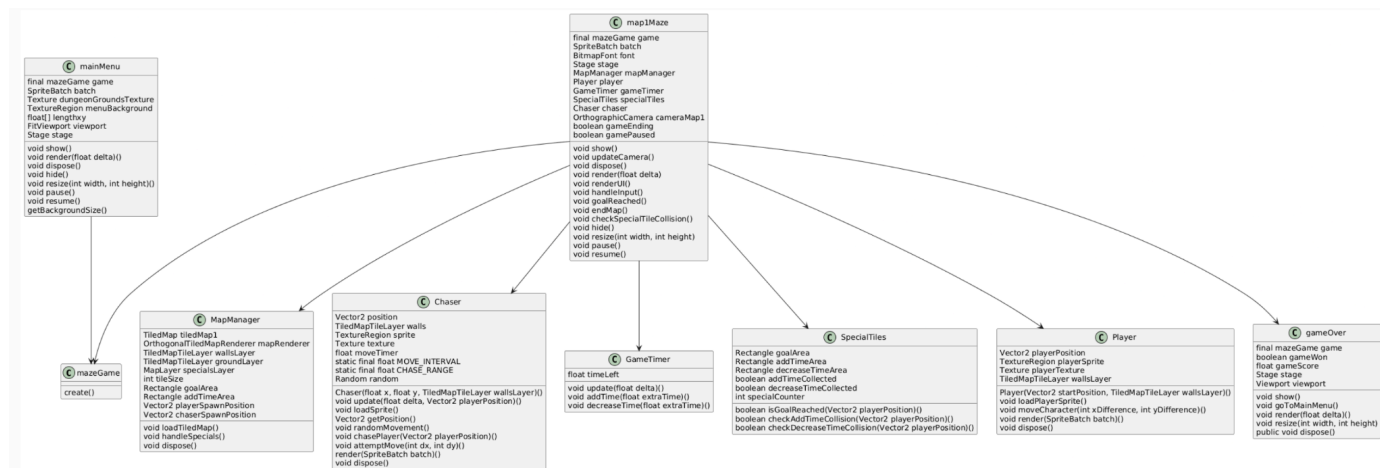 C mainMenu
final mazeGame game
SpriteBatch batch
Texture dungeonGroundsTexture
TextureRegion menuBackground
float[] lengthxy
FitViewport viewport
Stage stage
void show()
void render(float delta)()
void dispose()
void hide()
void resize(int width, int height)()
void pause()
void resume()
getBackgroundSize()
C map1Maze
final mazeGame game
SpriteBatch batch
BitmapFont font
Stage stage
MapManager mapManager
Player player
GameTimer gameTimer
SpecialTiles specialTiles
Chaser chaser
OrthographicCamera cameraMap1
boolean gameEnding
boolean gamePaused
void show()
void updateCamera()
void dispose()
void render(float delta)
void renderUI()
void handleInput()
void goalReached()
void endMap()
void checkSpecialTileCollision()
void hide()
void resize(int width, int height)
void pause()
void resume()
C mazeGame
create()
C MapManager
TiledMap tiledMap1
OrthogonalTiledMapRenderer mapRenderer
TiledMapTileLayer wallsLayer
TiledMapTileLayer groundLayer
MapLayer specialsLayer
int tileSize
Rectangle goalArea
Rectangle addTimeArea
Vector2 playerSpawnPosition
Vector2 chaserSpawnPosition
void loadTiledMap()
void handleSpecials()
void dispose()
C Chaser
Vector2 position
TiledMapTileLayer walls
TextureRegion sprite
Texture texture
float moveTimer
static final float MOVE_INTERVAL
static final float CHASE_RANGE
Random random
Chaser(float x, float y, TiledMapTileLayer wallsLayer)()
void update(float delta, Vector2 playerPosition)()
void loadSprite()
Vector2 getPosition()
void randomMovement()
void chasePlayer(Vector2 playerPosition)()
void attemptMove(int dx, int dy)()
render(SpriteBatch batch)()
void dispose()
C GameTimer
float timeLeft
void update(float delta)()
void addTime(float extraTime)()
void decreaseTime(float extraTime)()
C SpecialTiles
Rectangle goalArea
Rectangle addTimeArea
Rectangle decreaseTimeArea
boolean addTimeCollected
boolean decreaseTimeCollected
int specialCounter
boolean isGoalReached(Vector2 playerPosition)()
boolean checkAddTimeCollision(Vector2 playerPosition)()
boolean checkDecreaseTimeCollision(Vector2 playerPosition)()
C Player
Vector2 playerPosition
TextureRegion playerSprite
Texture playerTexture
TiledMapTileLayer wallsLayer
Player(Vector2 startPosition, TiledMapTileLayer wallsLayer)()
void loadPlayerSprite()
void moveCharacter(int xDifference, int yDifference)()
void render(SpriteBatch batch)()
void dispose()
C gameOver
final mazeGame game
boolean gameWon
float gameScore
Stage stage
Viewport viewport
void show()
void goToMainMenu()
void render(float delta)()
void resize(int width, int height)
public void dispose()